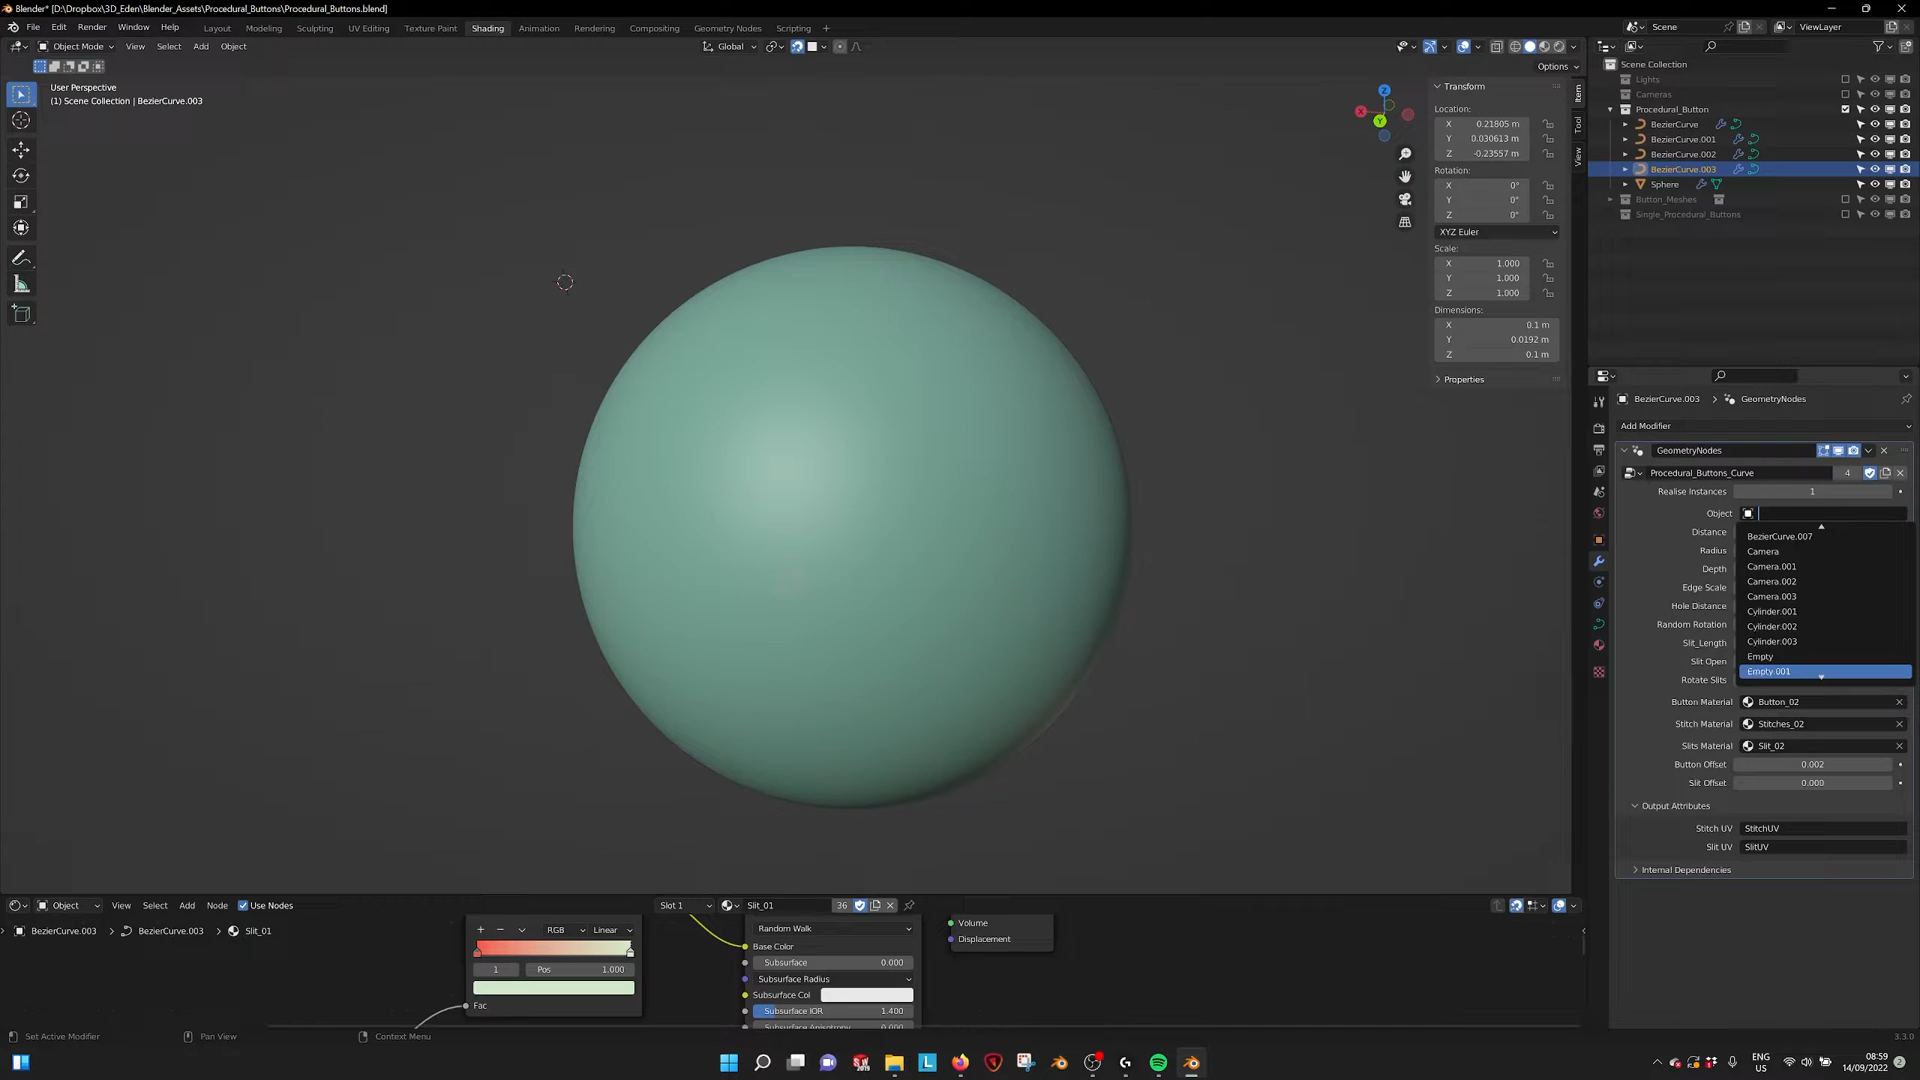 Blender* [D:\Dropbox\3D_Eden\Blender_Assets\Procedural_Buttons\Procedural_Buttons.blend]
File Edit Render Window Help Layout Modeling Sculpting UV Editing Texture Paint Shading Animation Rendering Compositing Geometry Nodes Scripting + Scene ViewLayer
Object Mode View Select Add Object Global
Options
User Perspective
(1) Scene Collection | BezierCurve.003
Z
X
Y
Transform
Location:
X 0.21805 m
Y 0.030613 m
Z -0.23557 m
Rotation:
X 0°
Y 0°
Z 0°
XYZ Euler
Scale:
X 1.000
Y 1.000
Z 1.000
Dimensions:
X 0.1 m
Y 0.0192 m
Z 0.1 m
Properties
Item
Tool
View
Scene Collection
Lights
Cameras
Procedural_Button
BezierCurve
BezierCurve.001
BezierCurve.002
BezierCurve.003
Sphere
Button_Meshes
Single_Procedural_Buttons
BezierCurve.003 > GeometryNodes
Add Modifier
GeometryNodes
Procedural_Buttons_Curve 4
Realise Instances 1
Object
Distance
Radius
Depth
Edge Scale
Hole Distance
Random Rotation
Slit_Length
Slit Open
Rotate Slits
BezierCurve.007
Camera
Camera.001
Camera.002
Camera.003
Cylinder.001
Cylinder.002
Cylinder.003
Empty
Empty.001
Button Material Button_02
Stitch Material Stitches_02
Slits Material Slit_02
Button Offset 0.002
Slit Offset 0.000
Output Attributes
Stitch UV StitchUV
Slit UV SlitUV
Internal Dependencies
Object View Select Add Node Use Nodes Slot 1 Slit_01 36
BezierCurve.003 > BezierCurve.003 > Slit_01
+ − RGB Linear
1 Pos 1.000
Fac
Random Walk
Base Color
Subsurface 0.000
Subsurface Radius
Subsurface Col
Subsurface IOR 1.400
Subsurface Anisotropy 0.000
Volume
Displacement
Set Active Modifier Pan View Context Menu 3.3.0
ENG
US
08:59
14/09/2022
2